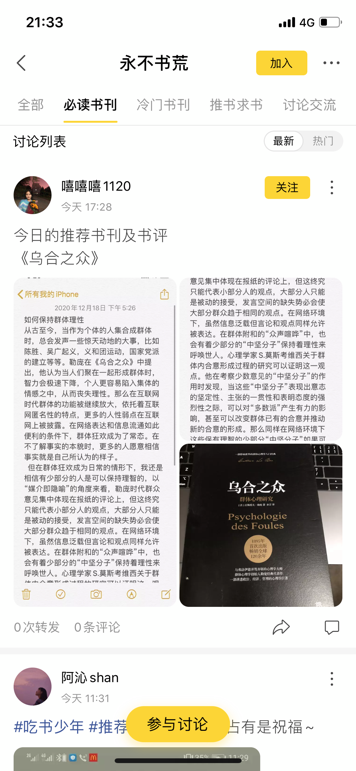 21:33
4G
永不书荒
加入
全部
必读书刊
冷门书刊
推书求书
讨论交流
讨论列表
最新
热门
嘻嘻嘻1120
关注
今天 17:28
今日的推荐书刊及书评
《乌合之众》
所有我的 iPhone
2020年12月18日 下午5:26
如何保持群体理性
从古至今，当作为个体的人集合成群体
时，总会发声一些惊天动地的大事，比如
陈胜、吴广起义，义和团运动，国家党派
的建立等等。勒庞在《乌合之众》中提
出，他认为当人们聚在一起形成群体时，
智力会极速下降，个人更容易陷入集体的
情感之中，从而丧失理性。那么在互联网
时代群体的功能被继续放大，依托着互联
网匿名性的特点，更多的人性弱点在互联
网上被披露。在网络表达和信息流通如此
便利的条件下，群体狂欢成为了常态。在
不了解事实的本貌时，更多的人愿意相信
事实就是自己所认为的样子。
但在群体狂欢成为日常的情形下，我还是
相信有少部分的人是可以保持理智的，以
“媒介即隐喻”的角度来看，勒庞时代群众
意见集中体现在报纸的评论上，但这终究
只能代表小部分人的观点，大部分人只能
是被动的接受，发言空间的缺失势必会使
大部分群众趋于相同的观点。在网络环境
下，虽然信息泛载但言论和观点同样允许
被表达。在群体附和的“众声喧哗”中，也
会有着少部分的“中坚分子”保持着理性来
呼唤世人。心理学家S.莫斯考维西关于群
意见集中体现在报纸的评论上，但这终究
只能代表小部分人的观点，大部分人只能
是被动的接受，发言空间的缺失势必会使
大部分群众趋于相同的观点。在网络环境
下，虽然信息泛载但言论和观点同样允许
被表达。在群体附和的“众声喧哗”中，也
会有着少部分的“中坚分子”保持着理性来
呼唤世人。心理学家S.莫斯考维西关于群
体内合意形成过程的研究可以证明这一观
点。他在考察少数意见的“中坚分子”的作
用时发现，当这些“中坚分子”表现出意志
的坚定性、主张的一贯性和表明态度的强
烈性之际，可以对“多数派”产生有力的影
响，甚至可以改变群体已有的合意并推动
新的合意的形成。那么同样在网络环境下
乌合之众
群体心理研究
Psychologie
des Foules
0次转发
0条评论
阿沁shan
今天 11:31
#吃书少年 #推荐
占有是祝福~
参与讨论